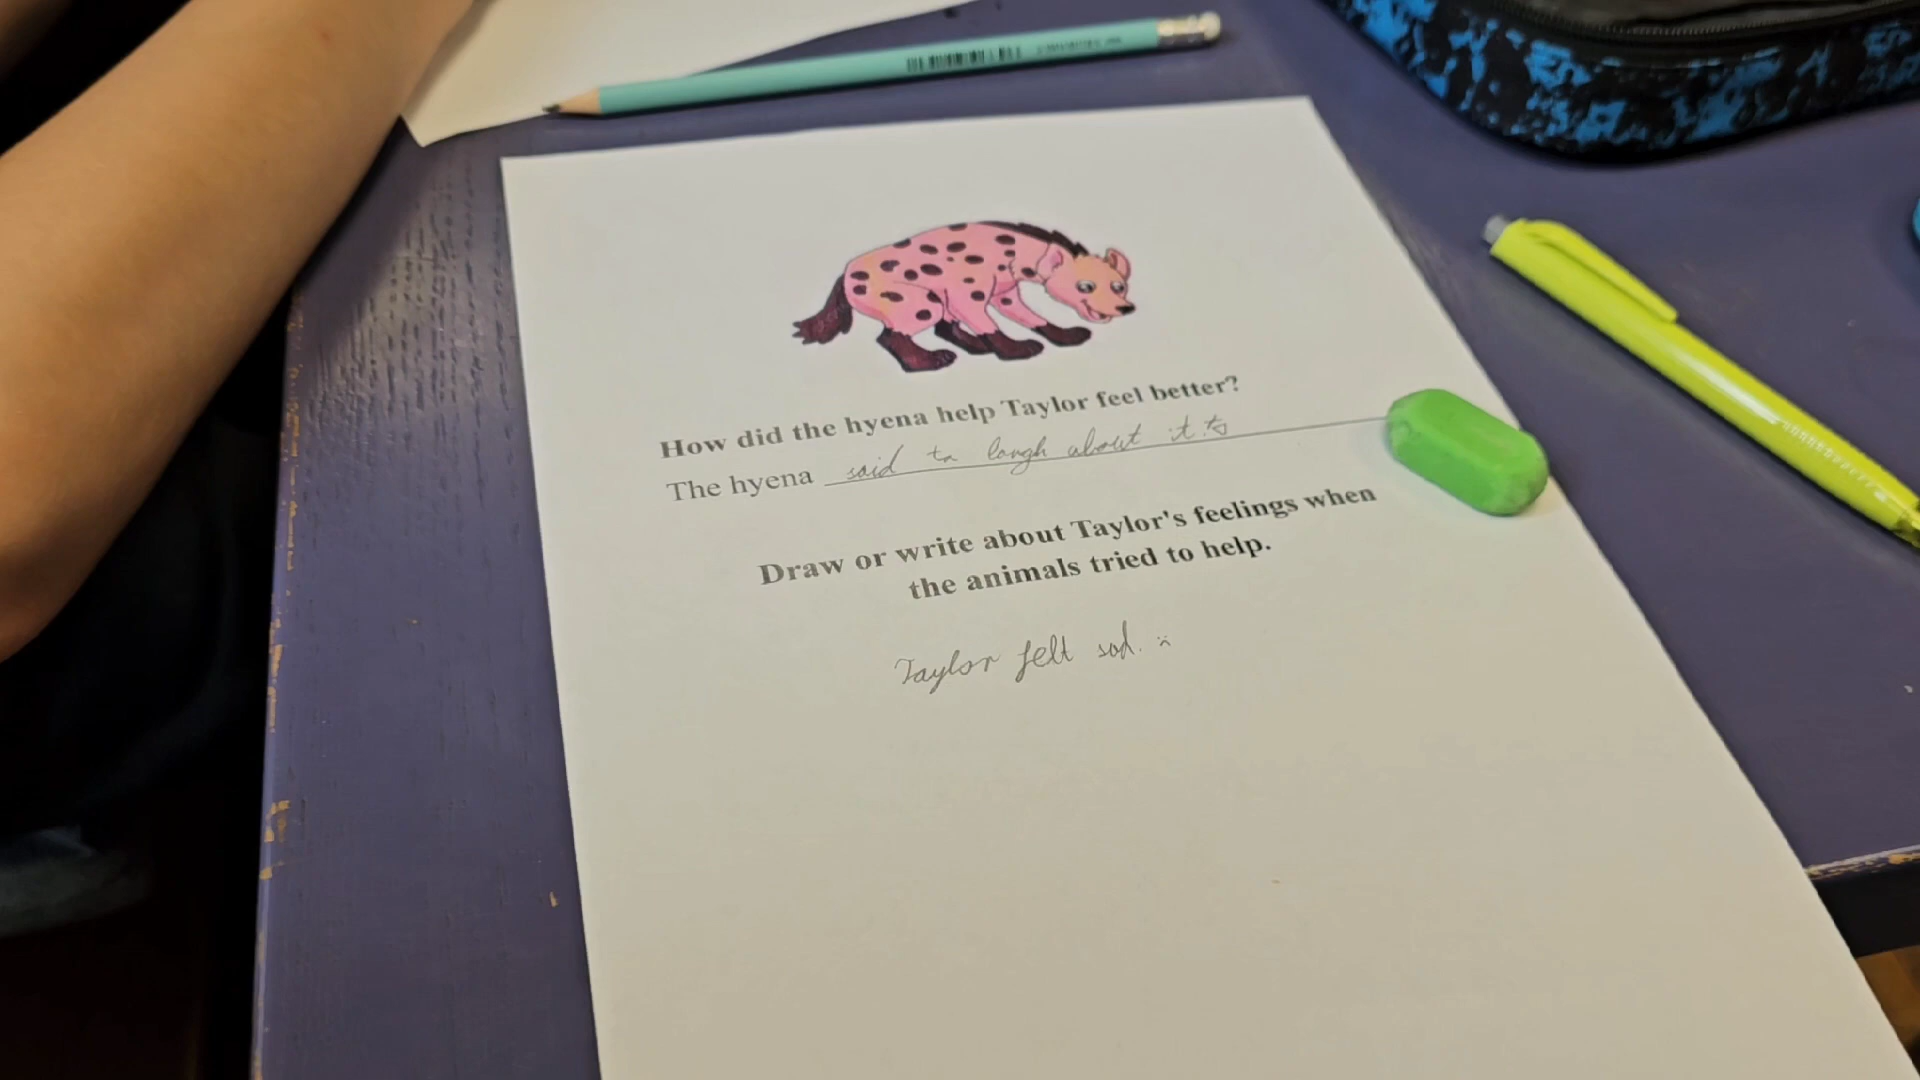 How did the hyena help Taylor feel better?
The hyena said to laugh about it.
Draw or write about Taylor's feelings when
the animals tried to help.
Taylor felt sad. :(